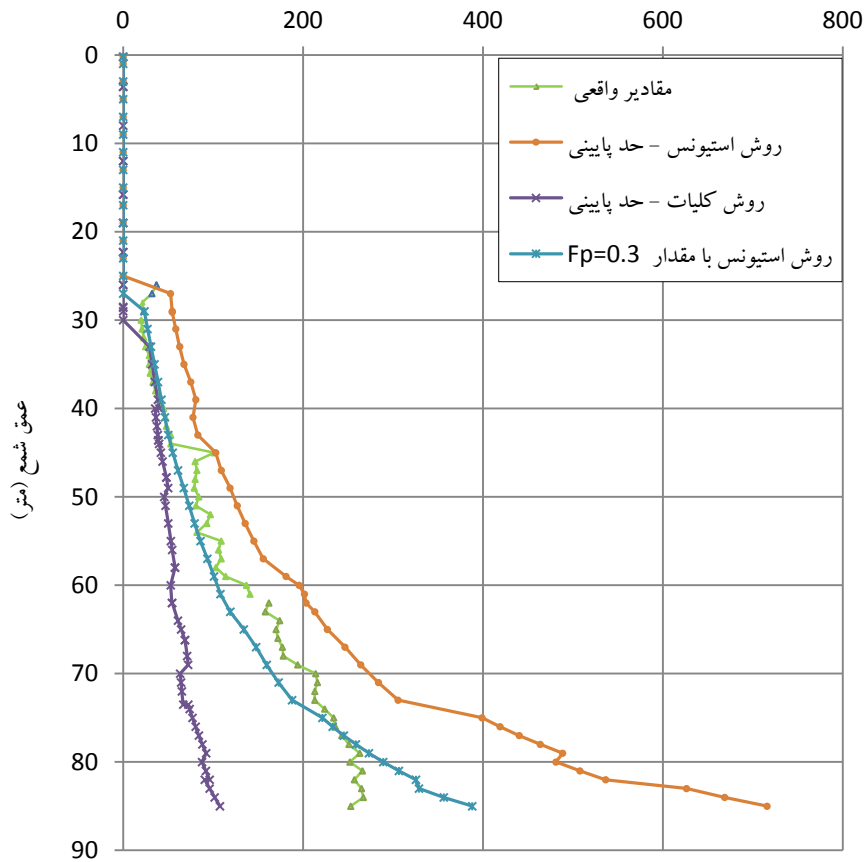 0 200 400 600 800
0
10
20
30
40
50
60
70
80
90
عمق شمع (متر)
مقادیر واقعی
روش استیونس - حد پایینی
روش کلیات - حد پایینی
روش استیونس با مقدار Fp=0.3